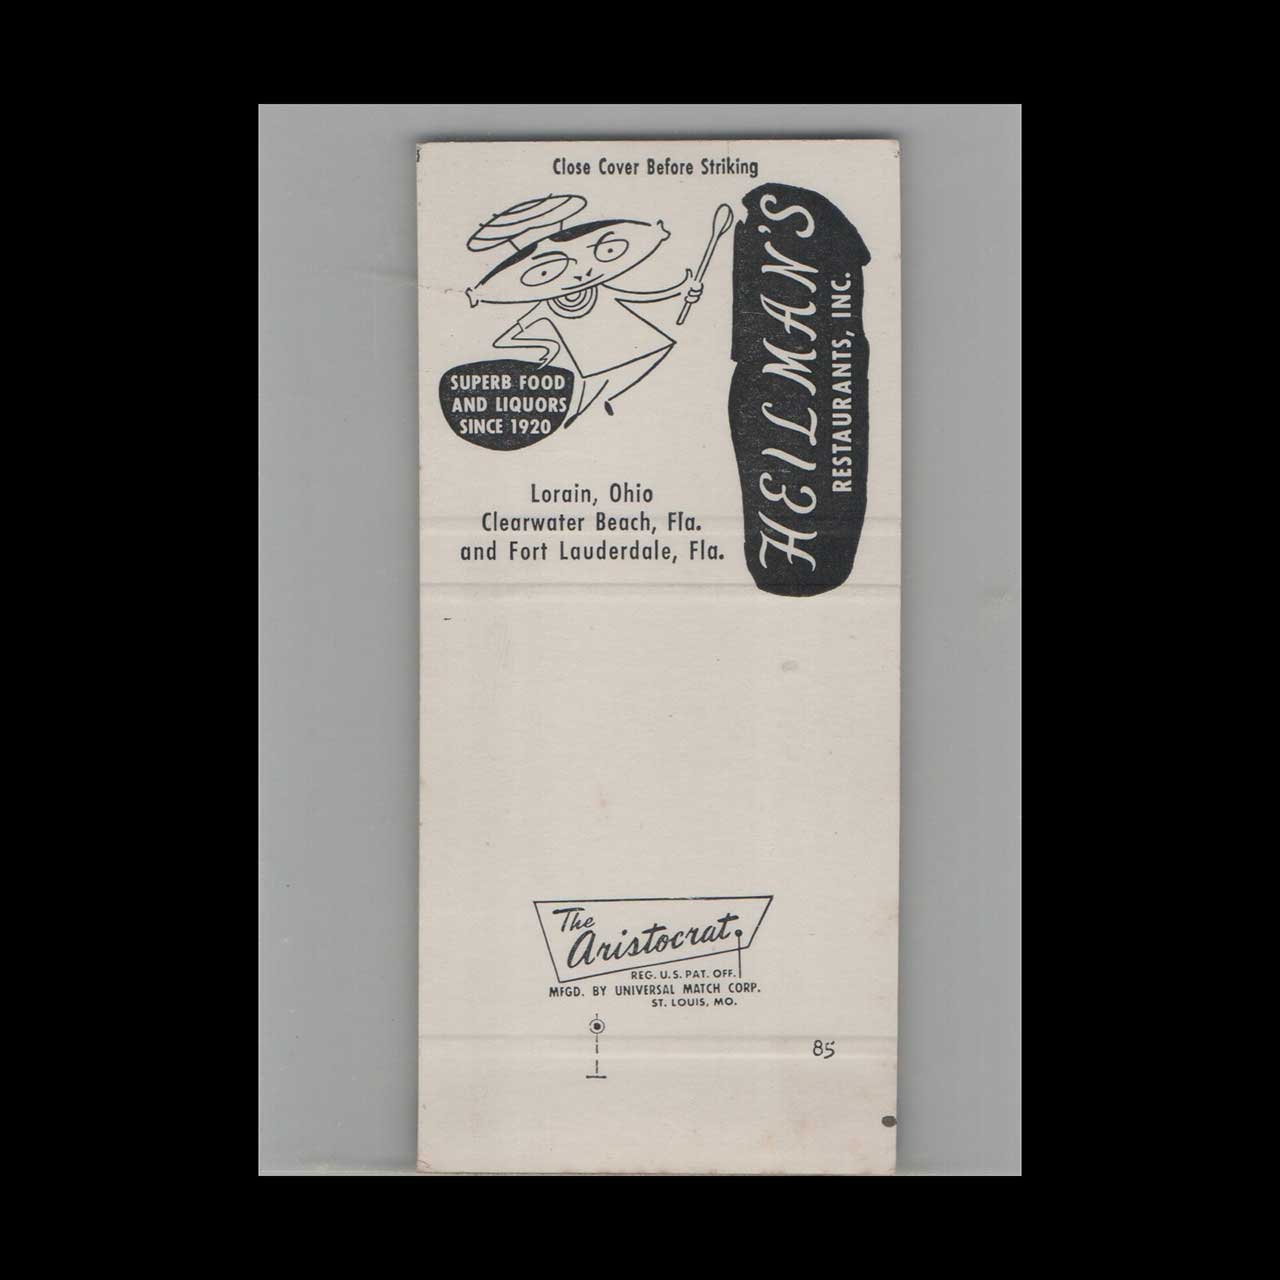 Close Cover Before Striking
HEILMAN'S
RESTAURANTS, INC.
SUPERB FOOD
AND LIQUORS
SINCE 1920
Lorain, Ohio
Clearwater Beach, Fla.
and Fort Lauderdale, Fla.
The
Aristocrat
REG. U.S. PAT. OFF.
MFGD. BY UNIVERSAL MATCH CORP.
ST. LOUIS, MO.
85